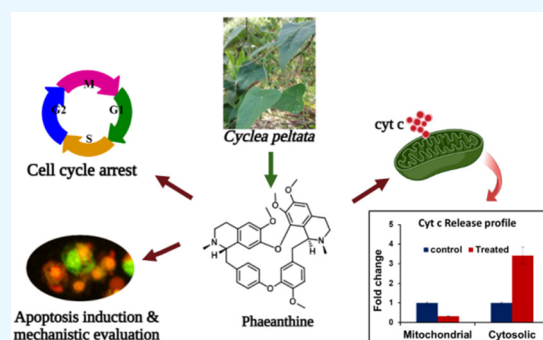 M
G2
G1
S
Cell cycle arrest
Cyclea peltata
cyt c
Apoptosis induction &
mechanistic evaluation
O
O
O
N
H
O
N
H
O
O
Phaeanthine
Cyt c Release profile
control
Treated
Fold change
5
4
3
2
1
0
Mitochondrial
Cytosolic